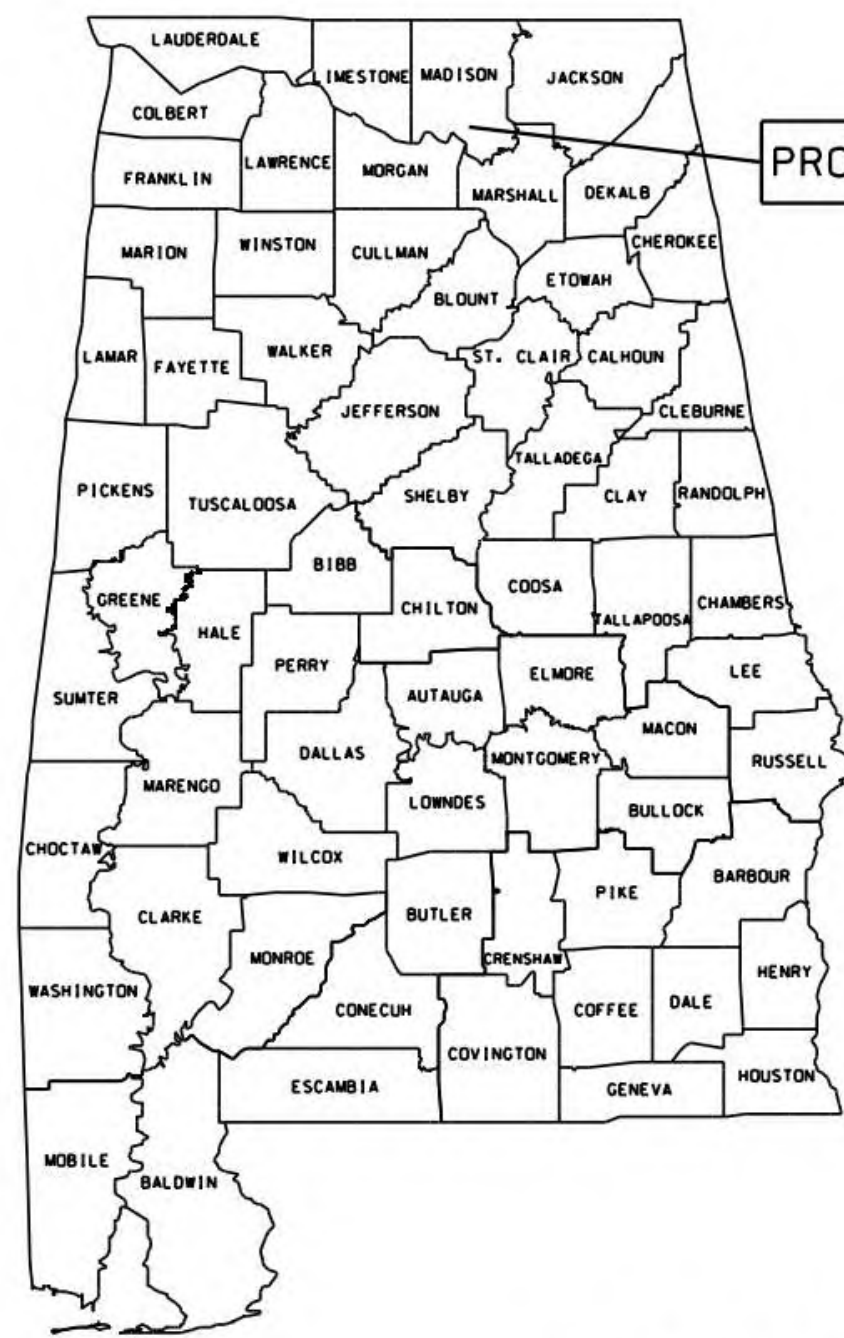 LAUDERDALE
LIMESTONE
MADISON
JACKSON
COLBERT
LAWRENCE
FRANKLIN
MORGAN
MARSHALL
DEKALB
CHEROKEE
MARION
WINSTON
CULLMAN
BLOUNT
ETOWAH
LAMAR
FAYETTE
WALKER
ST. CLAIR
CALHOUN
JEFFERSON
CLEBURNE
TALLADEGA
PICKENS
TUSCALOOSA
SHELBY
CLAY
RANDOLPH
BIBB
COOSA
GREENE
HALE
CHILTON
TALLAPOOSA
CHAMBERS
PERRY
SUMTER
AUTAUGA
ELMORE
LEE
MACON
DALLAS
MONTGOMERY
RUSSELL
MARENGO
LOWNDES
BULLOCK
CHOCTAW
WILCOX
BARBOUR
CLARKE
BUTLER
PIKE
MONROE
CRENSHAW
HENRY
WASHINGTON
CONECUH
COFFEE
DALE
COVINGTON
ESCAMBIA
GENEVA
HOUSTON
MOBILE
BALDWIN